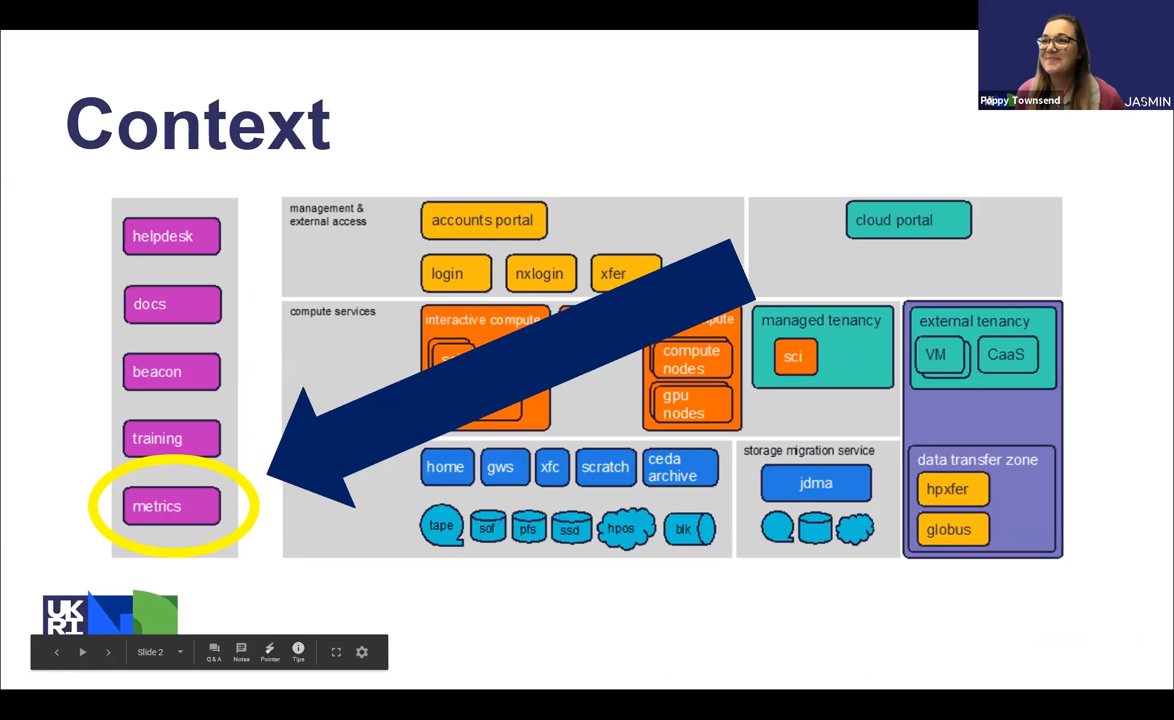 Context
Poppy Townsend
JASMIN
helpdesk
docs
beacon
training
metrics
management &
external access
accounts portal
login
nxlogin
xfer
cloud portal
compute services
interactive compute
compute
nodes
gpu
nodes
managed tenancy
sci
external tenancy
VM
CaaS
home
gws
xfc
scratch
ceda
archive
tape
sof
pfs
ssd
hpos
blk
storage migration service
jdma
data transfer zone
hpxfer
globus
UK
RI
Slide 2
Q & A
Notes
Pointer
Tips